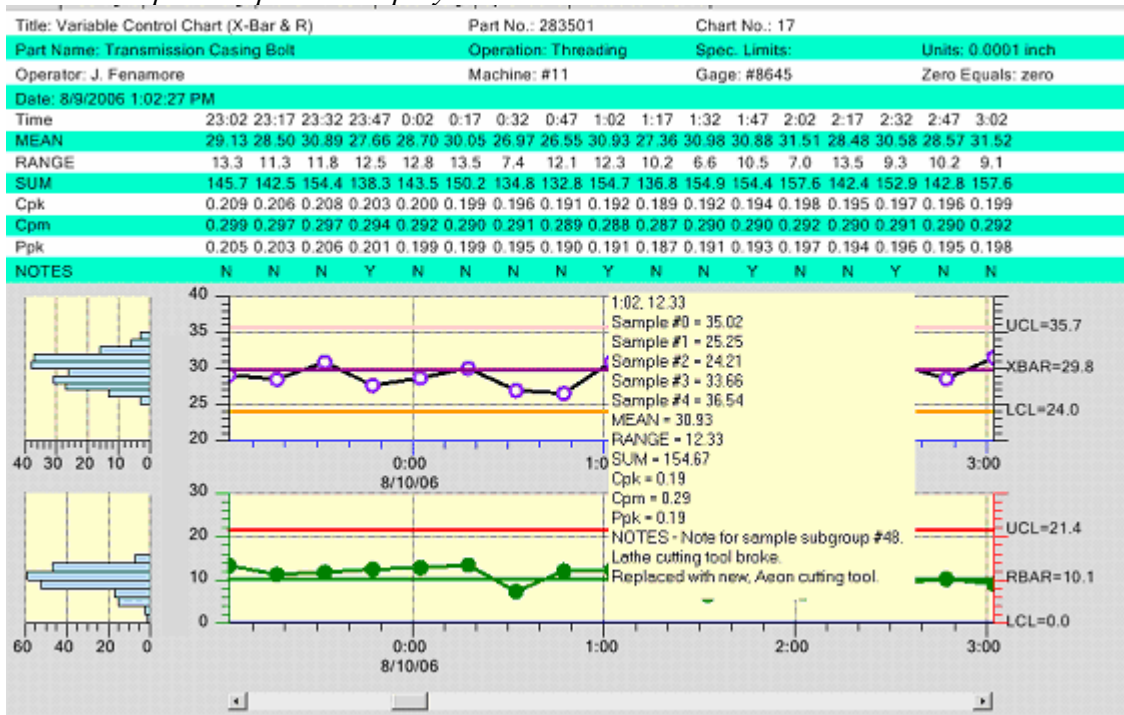 Title: Variable Control Chart (X-Bar & R) Part No.: 283501 Chart No.: 17
Part Name: Transmission Casing Bolt Operation: Threading Spec. Limits: Units: 0.0001 inch
Operator: J. Fenamore Machine: #11 Gage: #8645 Zero Equals: zero
Date: 8/9/2006 1:02:27 PM
Time 23:02 23:17 23:32 23:47 0:02 0:17 0:32 0:47 1:02 1:17 1:32 1:47 2:02 2:17 2:32 2:47 3:02
MEAN 29.13 28.50 30.89 27.66 28.70 30.05 26.97 26.55 30.93 27.36 30.98 30.88 31.51 28.48 30.58 28.57 31.52
RANGE 13.3 11.3 11.8 12.5 12.8 13.5 7.4 12.1 12.3 10.2 6.6 10.5 7.0 13.5 9.3 10.2 9.1
SUM 145.7 142.5 154.4 138.3 143.5 150.2 134.8 132.8 154.7 136.8 154.9 154.4 157.6 142.4 152.9 142.8 157.6
Cpk 0.209 0.206 0.208 0.203 0.200 0.199 0.196 0.191 0.192 0.189 0.192 0.194 0.198 0.195 0.197 0.196 0.199
Cpm 0.299 0.297 0.297 0.294 0.292 0.290 0.291 0.289 0.288 0.287 0.290 0.290 0.292 0.290 0.291 0.290 0.292
Ppk 0.205 0.203 0.206 0.201 0.199 0.199 0.195 0.190 0.191 0.187 0.191 0.193 0.197 0.194 0.196 0.195 0.198
NOTES N N N Y N N N N Y N N Y N N Y N N
40
35
30
25
20
40 30 20 10 0
0:00
8/10/06
1:0
3:00
UCL=35.7
XBAR=29.8
LCL=24.0
1:02, 12.33
Sample #0 = 35.02
Sample #1 = 25.25
Sample #2 = 24.21
Sample #3 = 33.66
Sample #4 = 36.54
MEAN = 30.93
RANGE = 12.33
SUM = 154.67
Cpk = 0.19
Cpm = 0.29
Ppk = 0.19
NOTES - Note for sample subgroup #48.
Lathe cutting tool broke.
Replaced with new, Aeon cutting tool.
30
20
10
0
60 40 20 0
0:00 1:00 2:00 3:00
8/10/06
UCL=21.4
RBAR=10.1
LCL=0.0